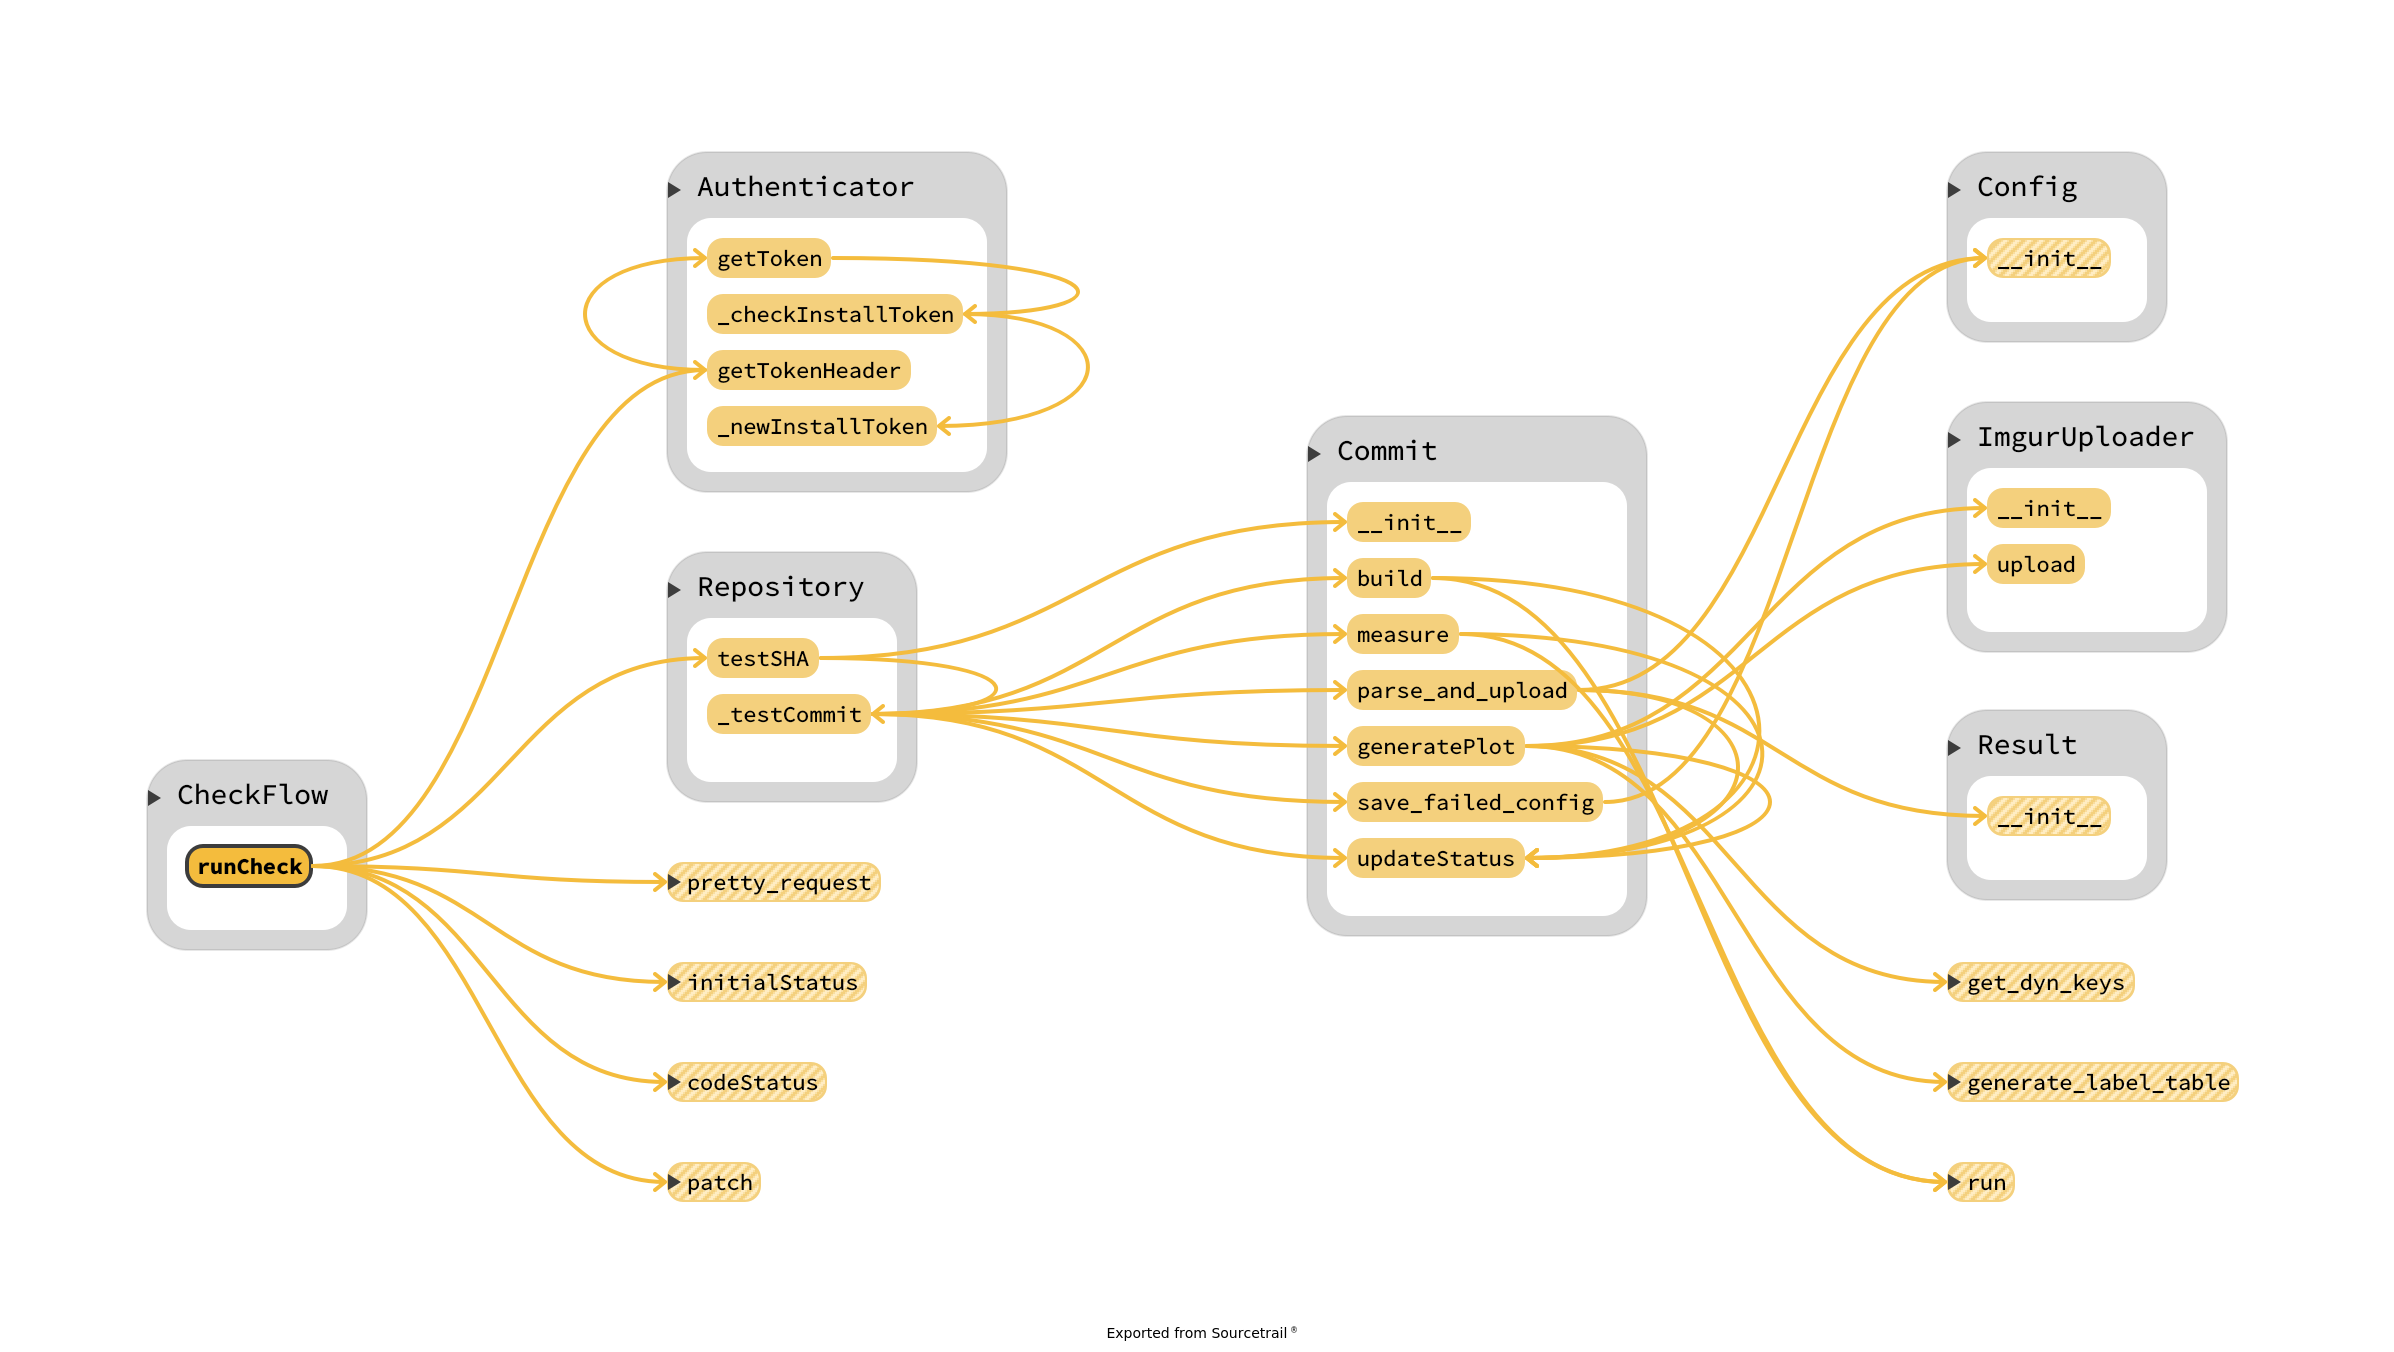 CheckFlow
runCheck
Authenticator
getToken
_checkInstallToken
getTokenHeader
_newInstallToken
Repository
testSHA
_testCommit
pretty_request
initialStatus
codeStatus
patch
Commit
__init__
build
measure
parse_and_upload
generatePlot
save_failed_config
updateStatus
Config
__init__
ImgurUploader
__init__
upload
Result
__init__
get_dyn_keys
generate_label_table
run
Exported from Sourcetrail ®